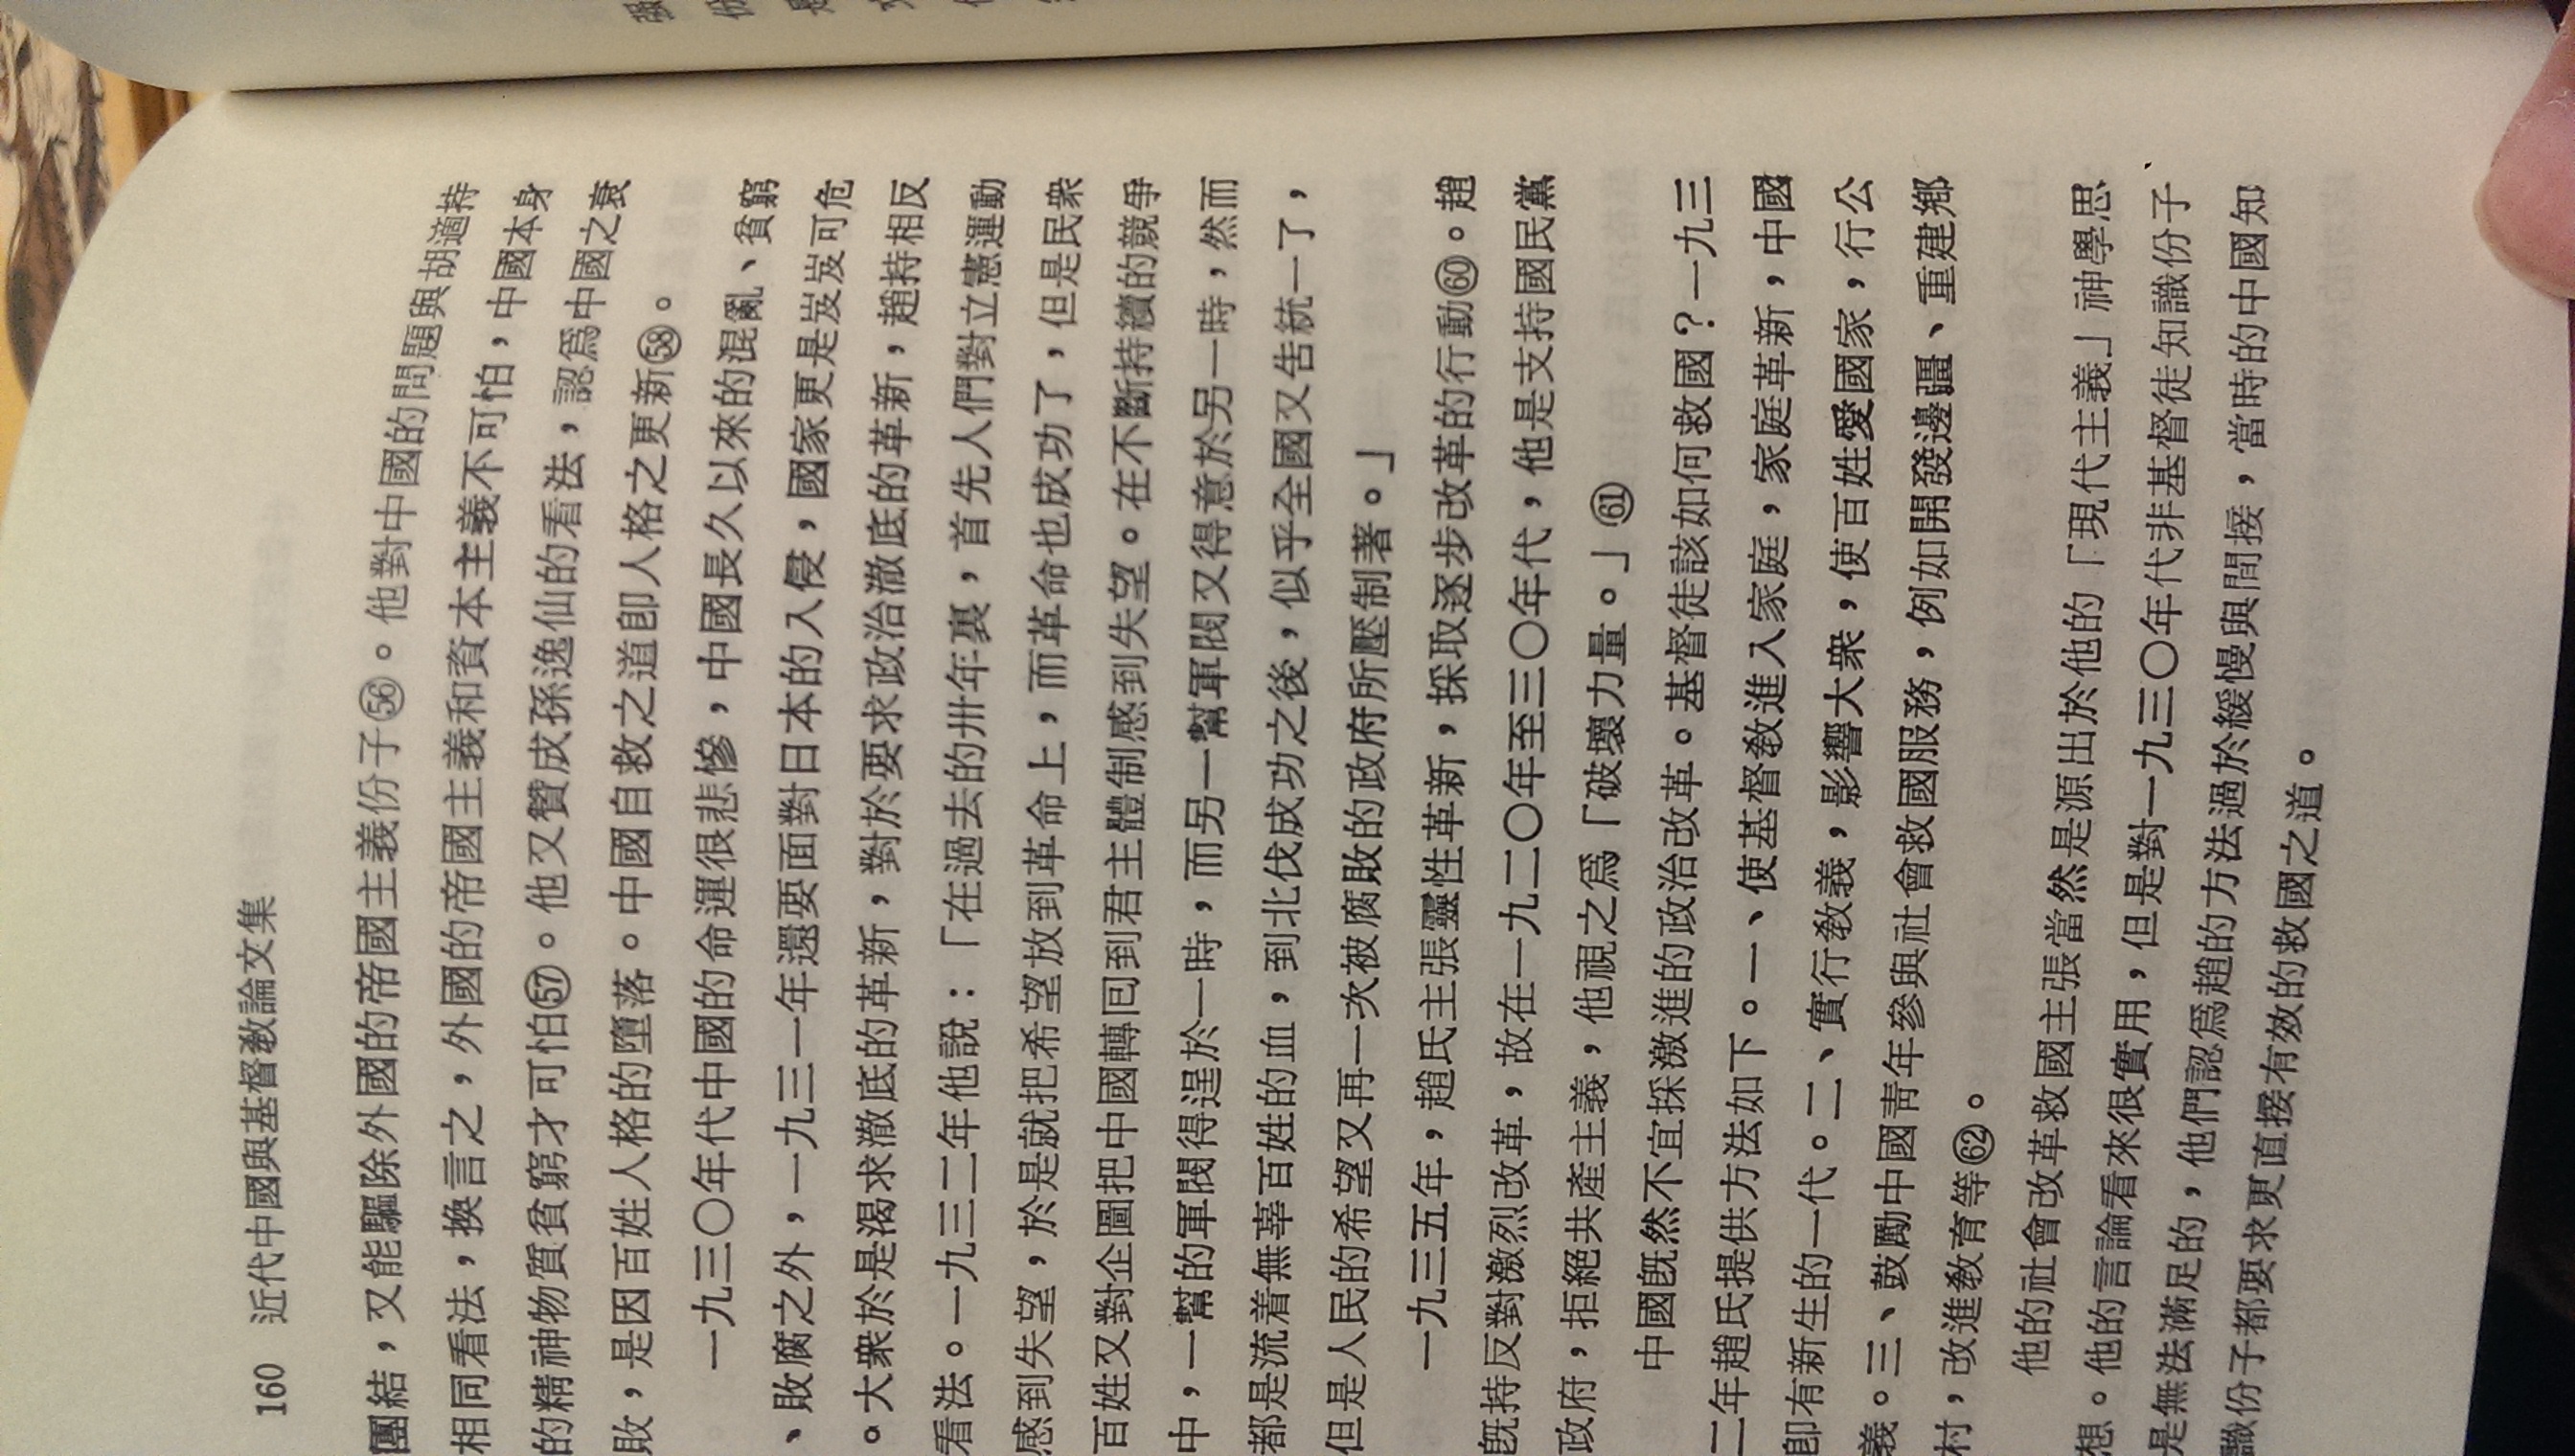 160　近代中國與基督敎論文集
團結，又能驅除外國的帝國主義份子㊶。他對中國的問題與胡適持
相同看法，換言之，外國的帝國主義和資本主義不可怕，中國本身
的精神物質貧窮才可怕57。他又贊成孫逸仙的看法，認爲中國之衰
敗，是因百姓人格的墮落。中國自救之道卽人格之更新58。
一九三〇年代中國的命運很悲慘，中國長久以來的混亂、貧窮
、敗腐之外，一九三一年還要面對日本的入侵，國家更是岌岌可危
。大衆於是渴求澈底的革新，對於要求政治澈底的革新，趙持相反
看法。一九三二年他說：「在過去的卅年裏，首先人們對立憲運動
感到失望，於是就把希望放到革命上，而革命也成功了，但是民衆
百姓又對企圖把中國轉囘到君主體制感到失望。在不斷持續的競爭
中，一幫的軍閥得逞於一時，而另一幫軍閥又得意於另一時，然而
都是流着無辜百姓的血，到北伐成功之後，似乎全國又告統一了，
但是人民的希望又再一次被腐敗的政府所壓制著。」
一九三五年，趙氏主張靈性革新，採取逐步改革的行動60。趙
旣持反對激烈改革，故在一九二〇年至三〇年代，他是支持國民黨
政府，拒絕共產主義，他視之爲「破壞力量。」61
中國旣然不宜採激進的政治改革。基督徒該如何救國？一九三
二年趙氏提供方法如下。一、使基督敎進入家庭，家庭革新，中國
卽有新生的一代。二、實行敎義，影響大衆，使百姓愛國家，行公
義。三、鼓勵中國靑年參與社會救國服務，例如開發邊疆、重建鄕
村，改進敎育等62。
他的社會改革救國主張當然是源出於他的「現代主義」神學思
想。他的言論看來很實用，但是對一九三〇年代非基督徒知識份子、
是無法滿足的，他們認爲趙的方法過於緩慢與間接，當時的中國知
識份子都要求更直接有效的救國之道。